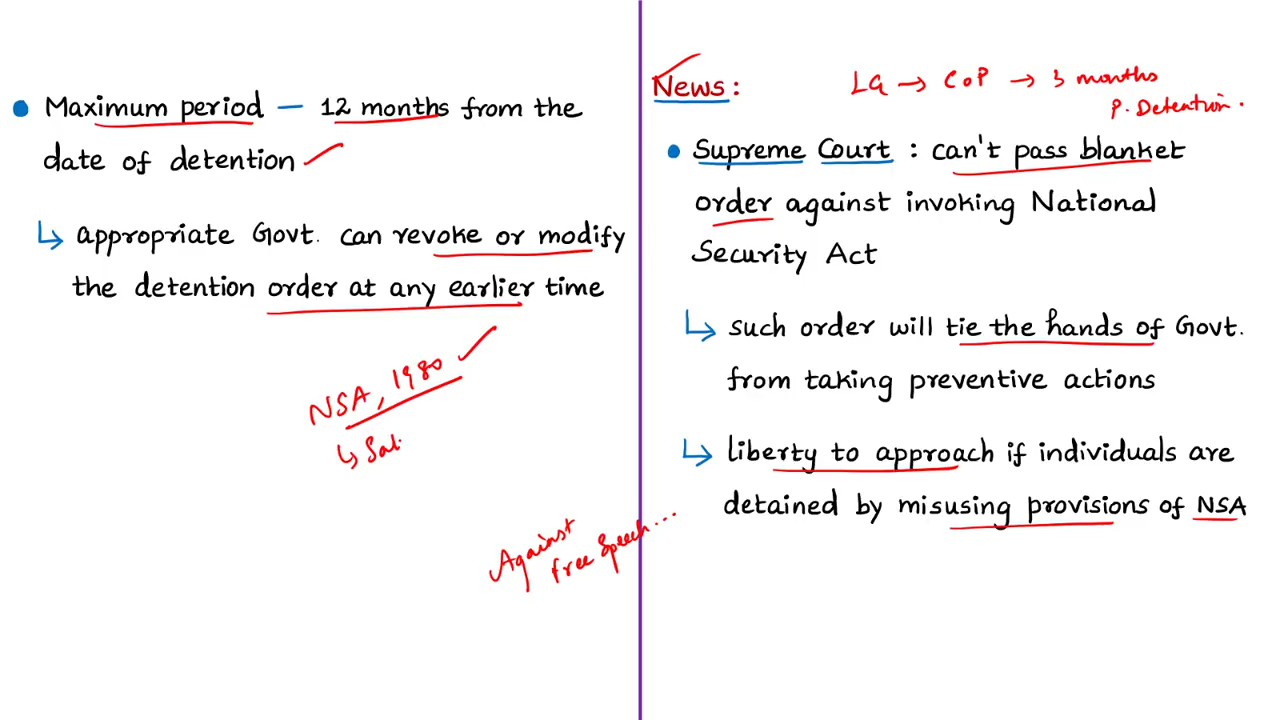 • Maximum period – 12 months from the
date of detention
↳ appropriate Govt. can revoke or modify
the detention order at any earlier time
NSA, 1980
↳ Sal.
Against
free speech...
News:
LG → CoP → 3 months
P. Detention.
• Supreme Court : can't pass blanket
order against invoking National
Security Act
↳ such order will tie the hands of Govt.
from taking preventive actions
↳ liberty to approach if individuals are
detained by misusing provisions of NSA